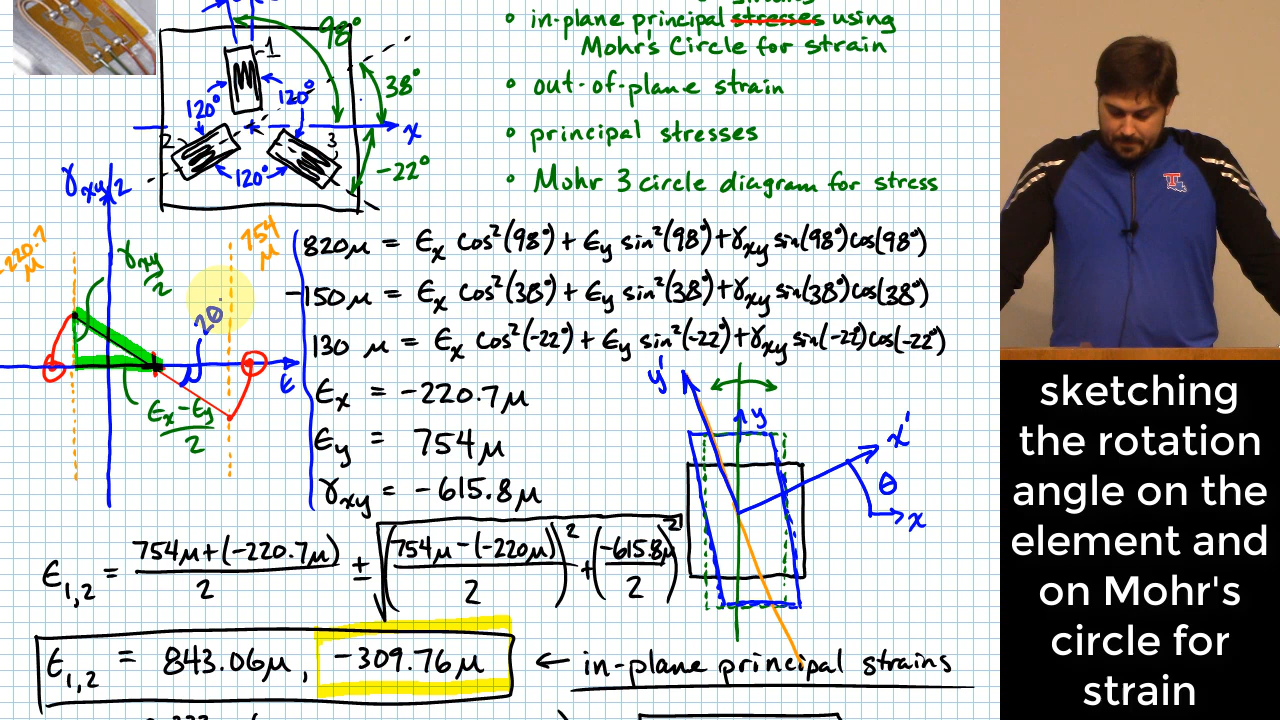 98°
1
38°
120°
120°
x
2
3
120°
-22°
∘ in-plane principal stresses using
Mohr's Circle for strain
∘ out-of-plane strain
∘ principal stresses
∘ Mohr 3 circle diagram for stress
γxy/2
-220.7 μ
754 μ
γxy/2
2θ
ϵ
ϵx - ϵy / 2
820μ = ϵx cos²(98°) + ϵy sin²(98°) + γxy sin(98°) cos(98°)
-150μ = ϵx cos²(38°) + ϵy sin²(38°) + γxy sin(38°) cos(38°)
130 μ = ϵx cos²(-22°) + ϵy sin²(-22°) + γxy sin(-22) cos(-22°)
ϵx = -220.7μ
ϵy = 754μ
γxy = -615.8μ
y'
y
x'
θ
x
ϵ1,2 = 754μ+(-220.7μ) / 2 ± √((754μ-(-220μ) / 2)² + (-615.8μ / 2)²)
ϵ1,2 = 843.06μ, -309.76μ ← in-plane principal strains
T
sketching
the rotation
angle on the
element and
on Mohr's
circle for
strain